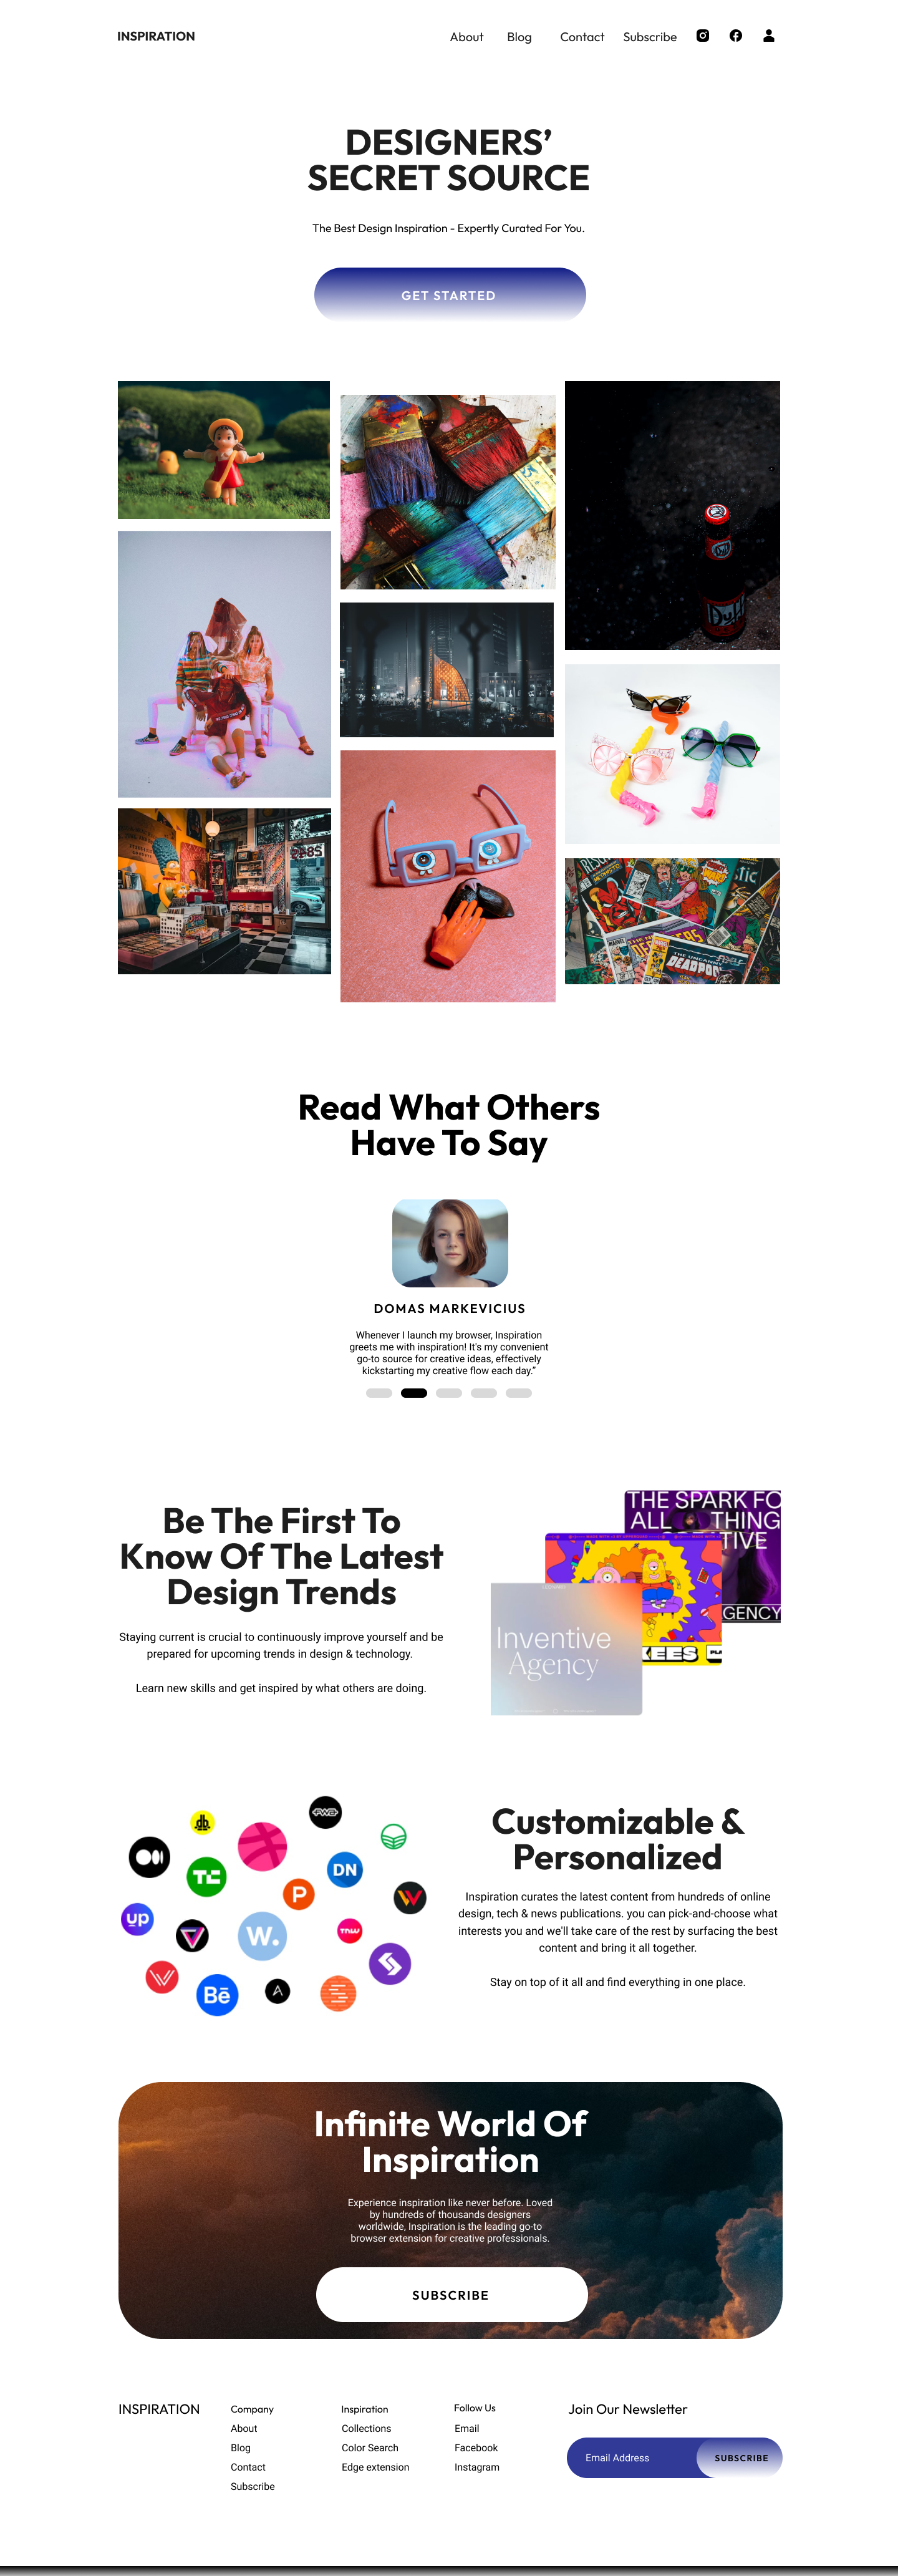 INSPIRATION
About Blog Contact Subscribe
DESIGNERS’
SECRET SOURCE
The Best Design Inspiration - Expertly Curated For You.
GET STARTED
Duff
DEADPOOL
Read What Others
Have To Say
DOMAS MARKEVICIUS
Whenever I launch my browser, Inspiration
greets me with inspiration! It's my convenient
go-to source for creative ideas, effectively
kickstarting my creative flow each day.”
Be The First To
Know Of The Latest
Design Trends
Staying current is crucial to continuously improve yourself and be
prepared for upcoming trends in design & technology.
Learn new skills and get inspired by what others are doing.
THE SPARK FO
ALL THING
TIVE
GENCY
KEES
Inventive
Agency
Customizable &
Personalized
Inspiration curates the latest content from hundreds of online
design, tech & news publications. you can pick-and-choose what
interests you and we'll take care of the rest by surfacing the best
content and bring it all together.
Stay on top of it all and find everything in one place.
db
FWA
TC
DN
P
up
W.
TNW
Bē
A
Infinite World Of
Inspiration
Experience inspiration like never before. Loved
by hundreds of thousands designers
worldwide, Inspiration is the leading go-to
browser extension for creative professionals.
SUBSCRIBE
INSPIRATION
Company
About
Blog
Contact
Subscribe
Inspiration
Collections
Color Search
Edge extension
Follow Us
Email
Facebook
Instagram
Join Our Newsletter
Email Address
SUBSCRIBE